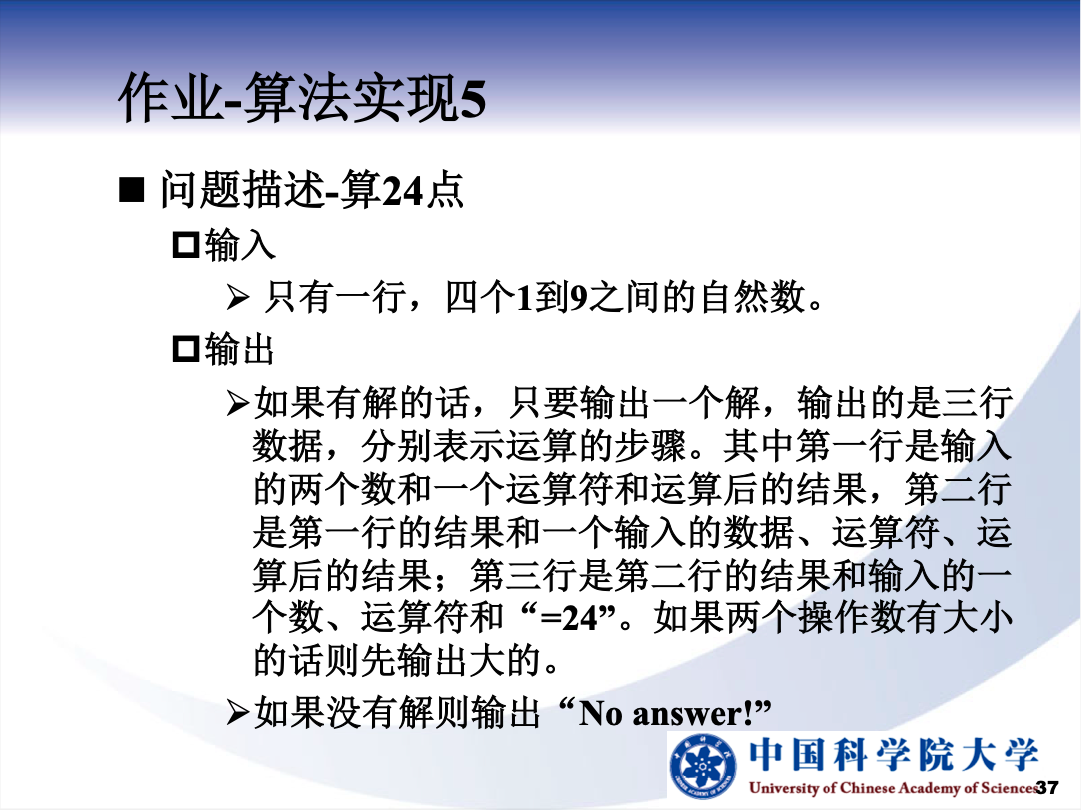 作业-算法实现5
■ 问题描述-算24点
输入
➢ 只有一行，四个1到9之间的自然数。
输出
➢如果有解的话，只要输出一个解，输出的是三行
数据，分别表示运算的步骤。其中第一行是输入
的两个数和一个运算符和运算后的结果，第二行
是第一行的结果和一个输入的数据、运算符、运
算后的结果；第三行是第二行的结果和输入的一
个数、运算符和“=24”。如果两个操作数有大小
的话则先输出大的。
➢如果没有解则输出“No answer!”
中国科学院大学
University of Chinese Academy of Sciences
37